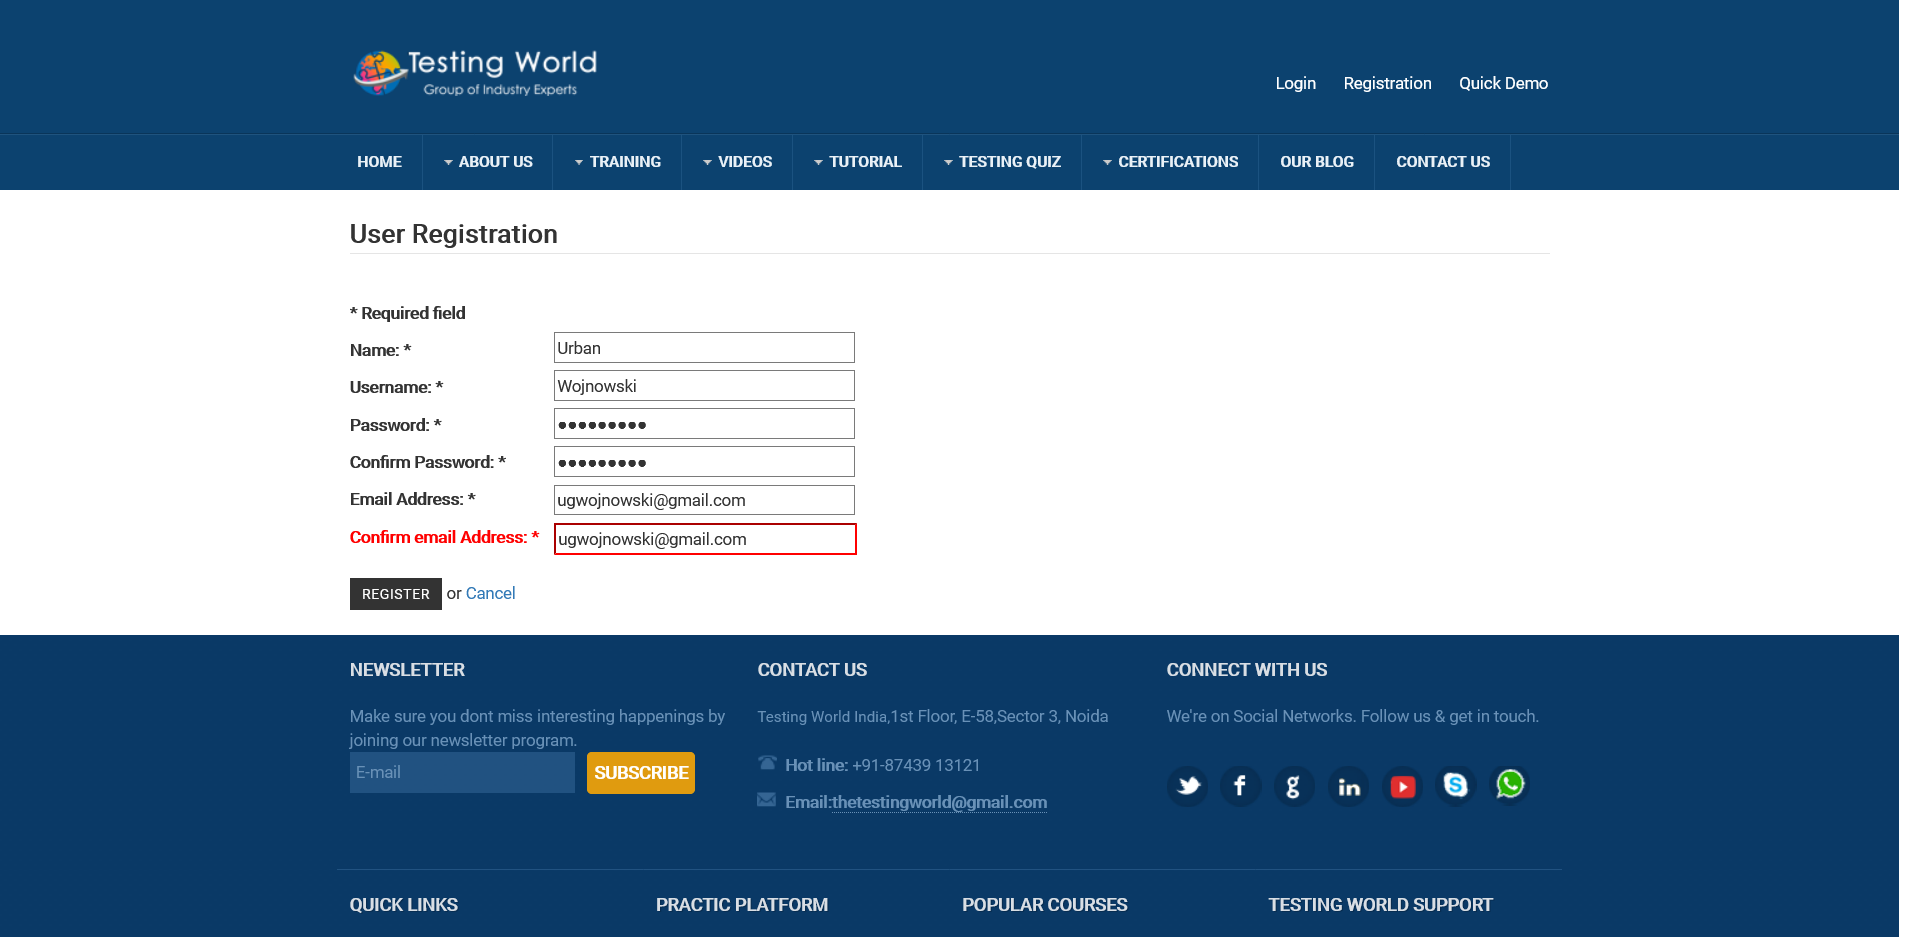 Testing World
Group of Industry Experts
Login Registration Quick Demo
HOME ABOUT US TRAINING VIDEOS TUTORIAL TESTING QUIZ CERTIFICATIONS OUR BLOG CONTACT US
User Registration
* Required field
Name: * Urban
Username: * Wojnowski
Password: * •••••••••
Confirm Password: * •••••••••
Email Address: * ugwojnowski@gmail.com
Confirm email Address: * ugwojnowski@gmail.com
REGISTER or Cancel
NEWSLETTER
Make sure you dont miss interesting happenings by
joining our newsletter program.
E-mail SUBSCRIBE
CONTACT US
Testing World India,1st Floor, E-58,Sector 3, Noida
Hot line: +91-87439 13121
Email:thetestingworld@gmail.com
CONNECT WITH US
We're on Social Networks. Follow us & get in touch.
QUICK LINKS PRACTIC PLATFORM POPULAR COURSES TESTING WORLD SUPPORT